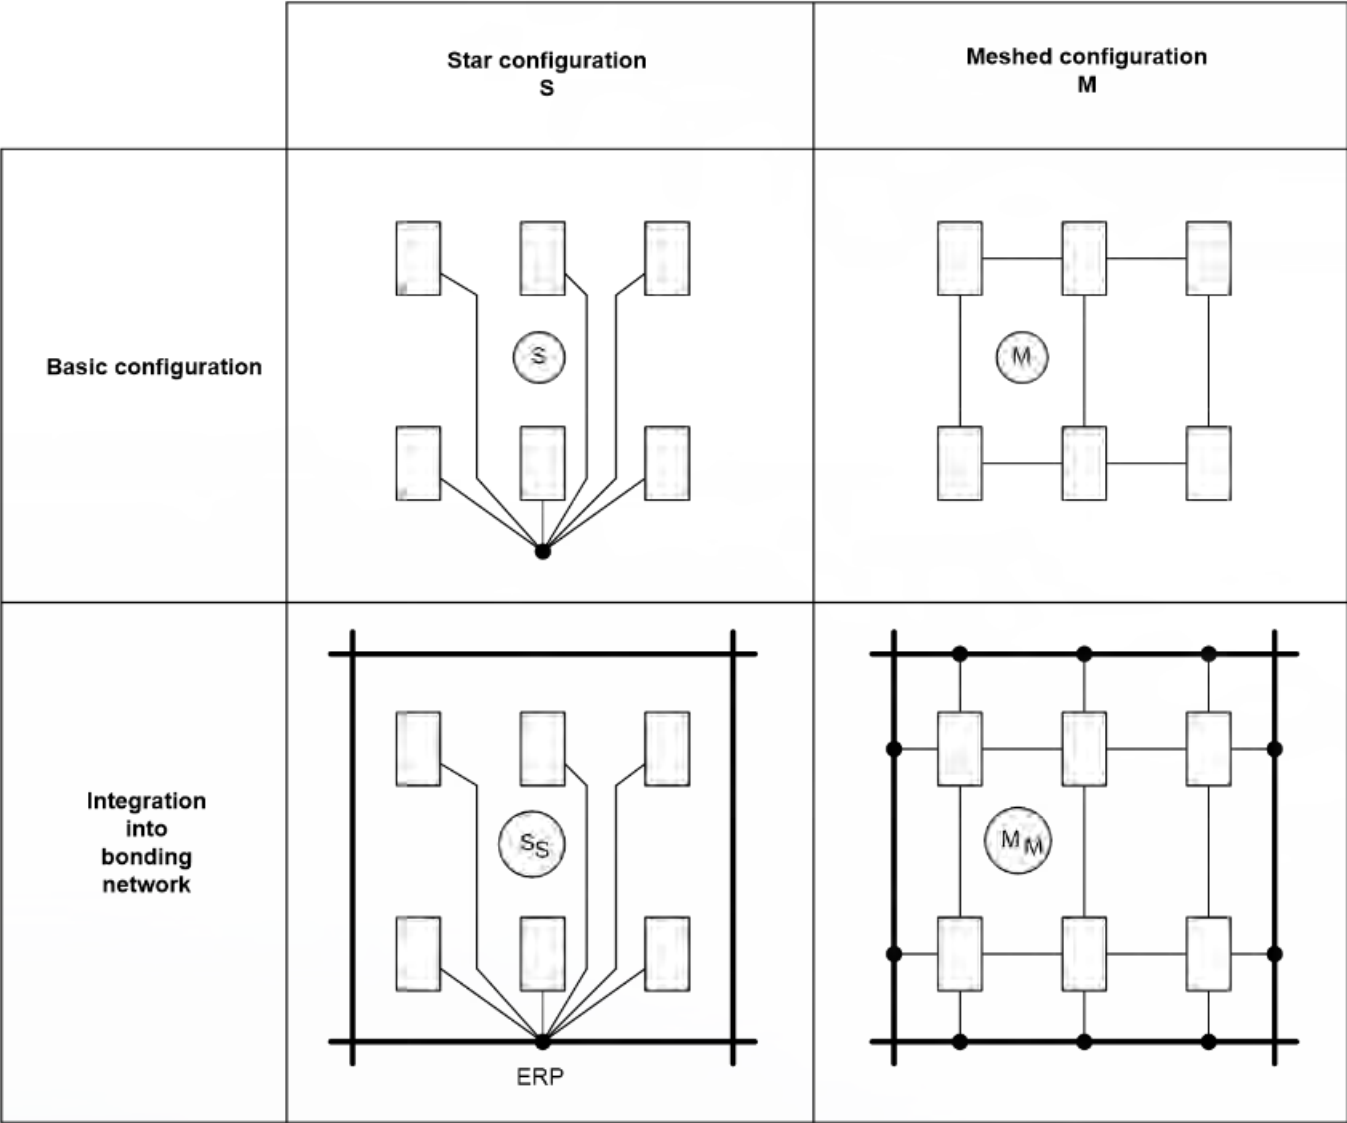 Star configuration
S
Meshed configuration
M
Basic configuration
S
M
Integration
into
bonding
network
SS
MM
ERP